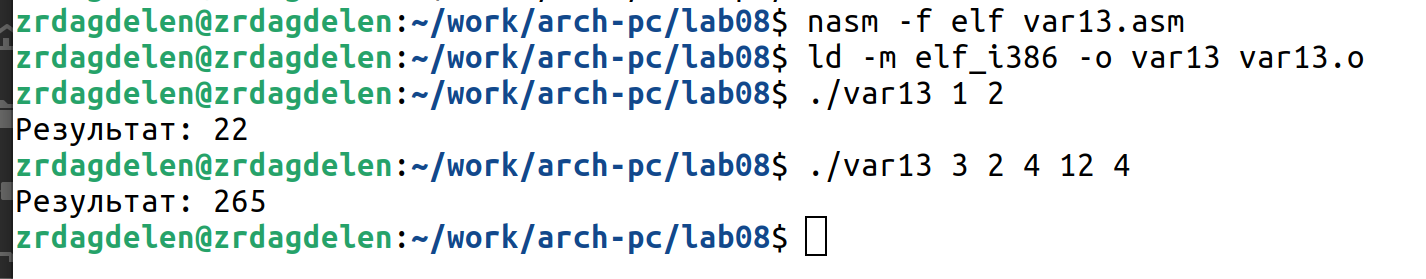 zrdagdelen@zrdagdelen:~/work/arch-pc/lab08$ nasm -f elf var13.asm
zrdagdelen@zrdagdelen:~/work/arch-pc/lab08$ ld -m elf_i386 -o var13 var13.o
zrdagdelen@zrdagdelen:~/work/arch-pc/lab08$ ./var13 1 2
Результат: 22
zrdagdelen@zrdagdelen:~/work/arch-pc/lab08$ ./var13 3 2 4 12 4
Результат: 265
zrdagdelen@zrdagdelen:~/work/arch-pc/lab08$